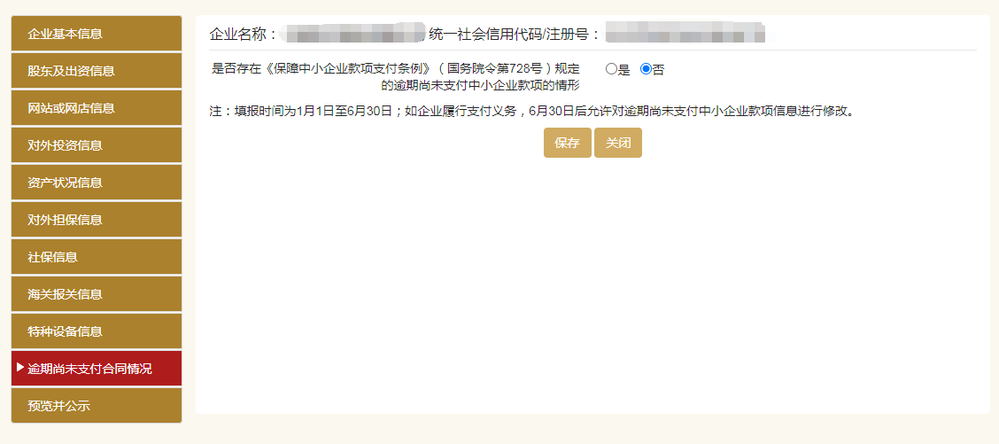 企业基本信息
股东及出资信息
网站或网店信息
对外投资信息
资产状况信息
对外担保信息
社保信息
海关报关信息
特种设备信息
逾期尚未支付合同情况
预览并公示
企业名称： 统一社会信用代码/注册号：
是否存在《保障中小企业款项支付条例》（国务院令第728号）规定
的逾期尚未支付中小企业款项的情形
是 否
注：填报时间为1月1日至6月30日；如企业履行支付义务，6月30日后允许对逾期尚未支付中小企业款项信息进行修改。
保存 关闭